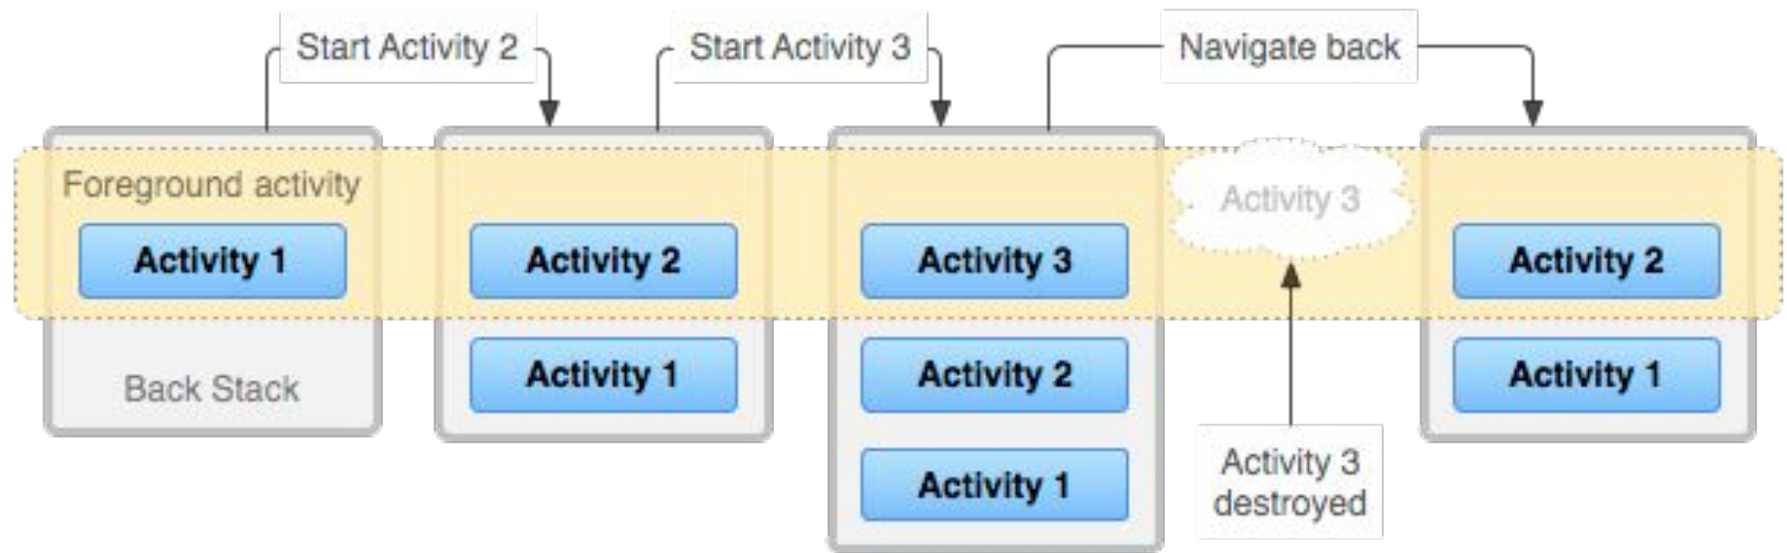 Start Activity 2
Start Activity 3
Navigate back
Foreground activity
Activity 1
Back Stack
Activity 2
Activity 1
Activity 3
Activity 2
Activity 1
Activity 3
Activity 3
destroyed
Activity 2
Activity 1